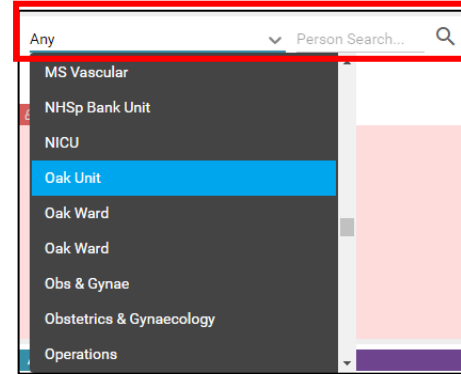 Any Person Search...
MS Vascular
NHSp Bank Unit
NICU
Oak Unit
Oak Ward
Oak Ward
Obs & Gynae
Obstetrics & Gynaecology
Operations